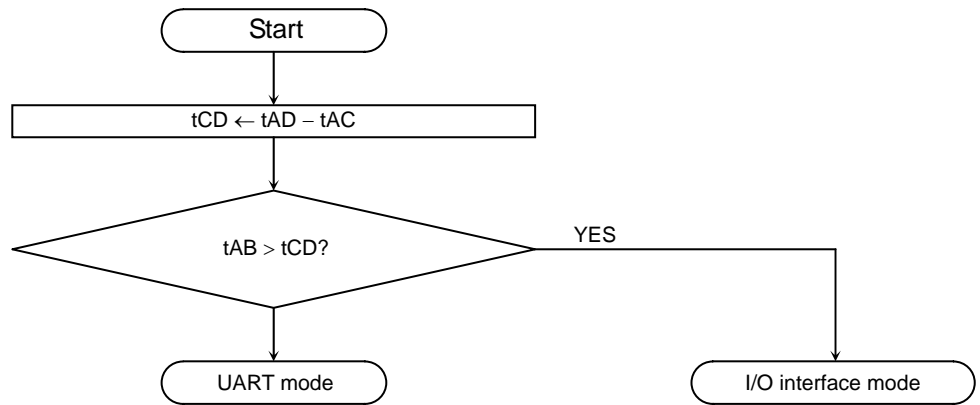 Start
tCD ← tAD − tAC
tAB > tCD?
YES
UART mode
I/O interface mode